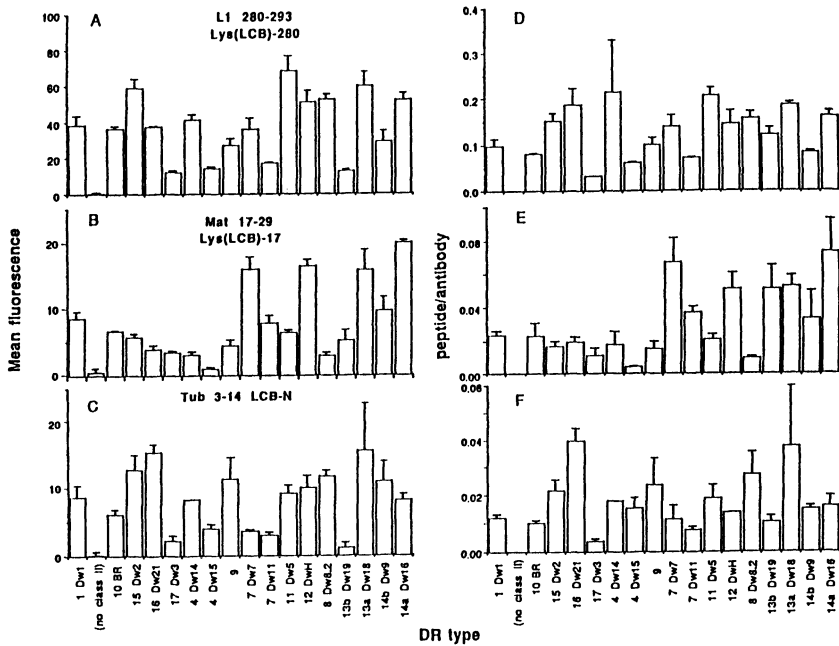 A
L1 280-293
Lys(LCB)-280
100
80
60
40
20
0
B
Mat 17-29
Lys(LCB)-17
20
10
0
C
Tub 3-14 LCB-N
20
10
0
Mean fluorescence
1 Dw1
(no class II)
10 BR
15 Dw2
16 Dw21
17 Dw3
4 Dw14
4 Dw15
9
7 Dw7
7 Dw11
11 Dw5
12 DwH
8 Dw8.2
13b Dw19
13a Dw18
14b Dw9
14a Dw16
D
0.4
0.3
0.2
0.1
0.0
E
0.08
0.04
0.00
F
0.06
0.04
0.02
0.00
peptide/antibody
1 Dw1
(no class II)
10 BR
15 Dw2
16 Dw21
17 Dw3
4 Dw14
4 Dw15
9
7 Dw7
7 Dw11
11 Dw5
12 DwH
8 Dw8.2
13b Dw19
13a Dw18
14b Dw9
14a Dw16
DR type